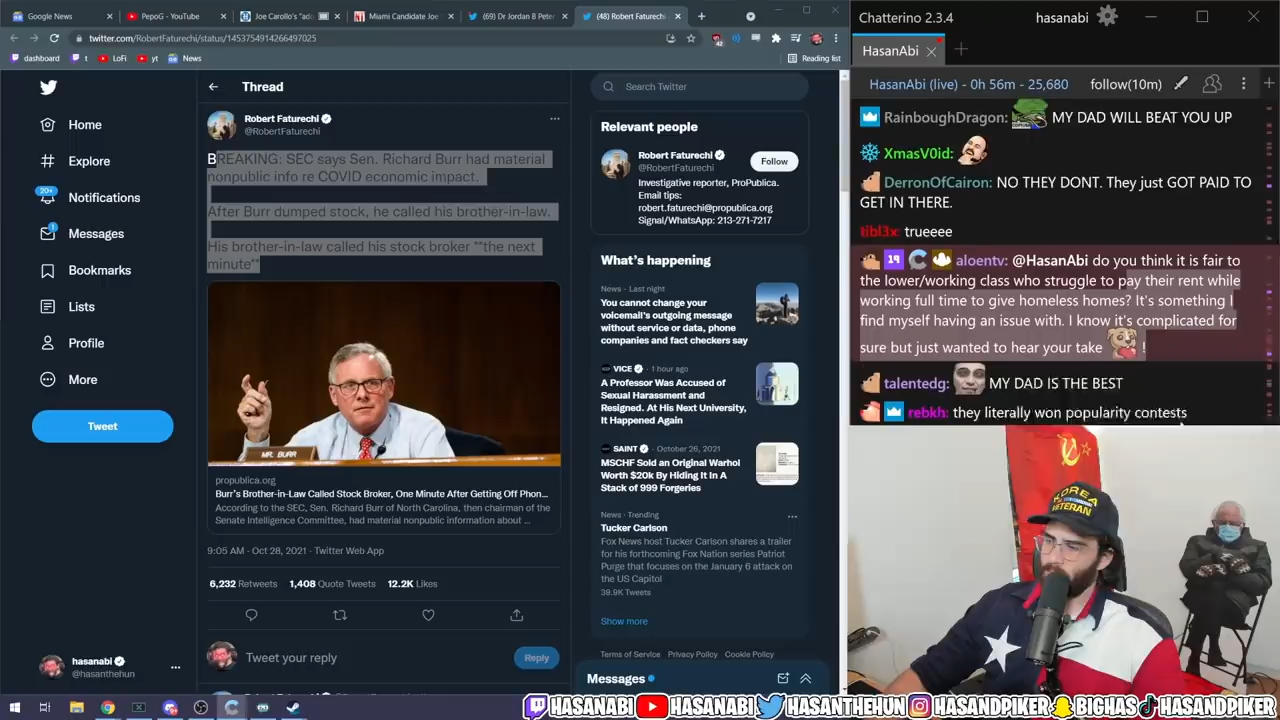 Google News
PepoG - YouTube
Joe Carollo's "ado
Miami Candidate Joe
(69) Dr Jordan B Peter
(48) Robert Faturechi
twitter.com/RobertFaturechi/status/1453754914266497025
Reading list
dashboard
t
LoFi
yt
News
Home
Explore
20+
Notifications
1
Messages
Bookmarks
Lists
Profile
More
Tweet
hasanabi
@hasanthehun
Thread
Robert Faturechi
@RobertFaturechi
BREAKING: SEC says Sen. Richard Burr had material
nonpublic info re COVID economic impact.
After Burr dumped stock, he called his brother-in-law.
His brother-in-law called his stock broker **the next
minute**
MR. BURR
propublica.org
Burr's Brother-in-Law Called Stock Broker, One Minute After Getting Off Phon...
According to the SEC, Sen. Richard Burr of North Carolina, then chairman of the
Senate Intelligence Committee, had material nonpublic information about ...
9:05 AM · Oct 28, 2021 · Twitter Web App
6,232 Retweets 1,408 Quote Tweets 12.2K Likes
Tweet your reply
Reply
Search Twitter
Relevant people
Robert Faturechi
@RobertFaturechi
Follow
Investigative reporter, ProPublica.
Email tips:
robert.faturechi@propublica.org
Signal/WhatsApp: 213-271-7217
What's happening
News · Last night
You cannot change your
voicemail's outgoing message
without service or data, phone
companies and fact checkers say
VICE · 1 hour ago
A Professor Was Accused of
Sexual Harassment and
Resigned. At His Next University,
It Happened Again
SAINT · October 26, 2021
MSCHF Sold an Original Warhol
Worth $20k By Hiding It In A
Stack of 999 Forgeries
News · Trending
Tucker Carlson
Fox News host Tucker Carlson shares a trailer
for his forthcoming Fox Nation series Patriot
Purge that focuses on the January 6 attack on
the US Capitol
39.9K Tweets
Show more
Terms of Service Privacy Policy Cookie Policy
Messages
Chatterino 2.3.4
hasanabi
HasanAbi
HasanAbi (live) - 0h 56m - 25,680
follow(10m)
RainboughDragon: MY DAD WILL BEAT YOU UP
XmasV0id:
DerronOfCairon: NO THEY DONT. They just GOT PAID TO
GET IN THERE.
tibl3x: trueeee
19 aloentv: @HasanAbi do you think it is fair to
the lower/working class who struggle to pay their rent while
working full time to give homeless homes? It's something I
find myself having an issue with. I know it's complicated for
sure but just wanted to hear your take !
talentedg: MY DAD IS THE BEST
rebkh: they literally won popularity contests
KOREA
VETERAN
HASANABI
HASANABI
HASANTHEHUN
HASANDPIKER
BIGHAS
HASANDPIKER